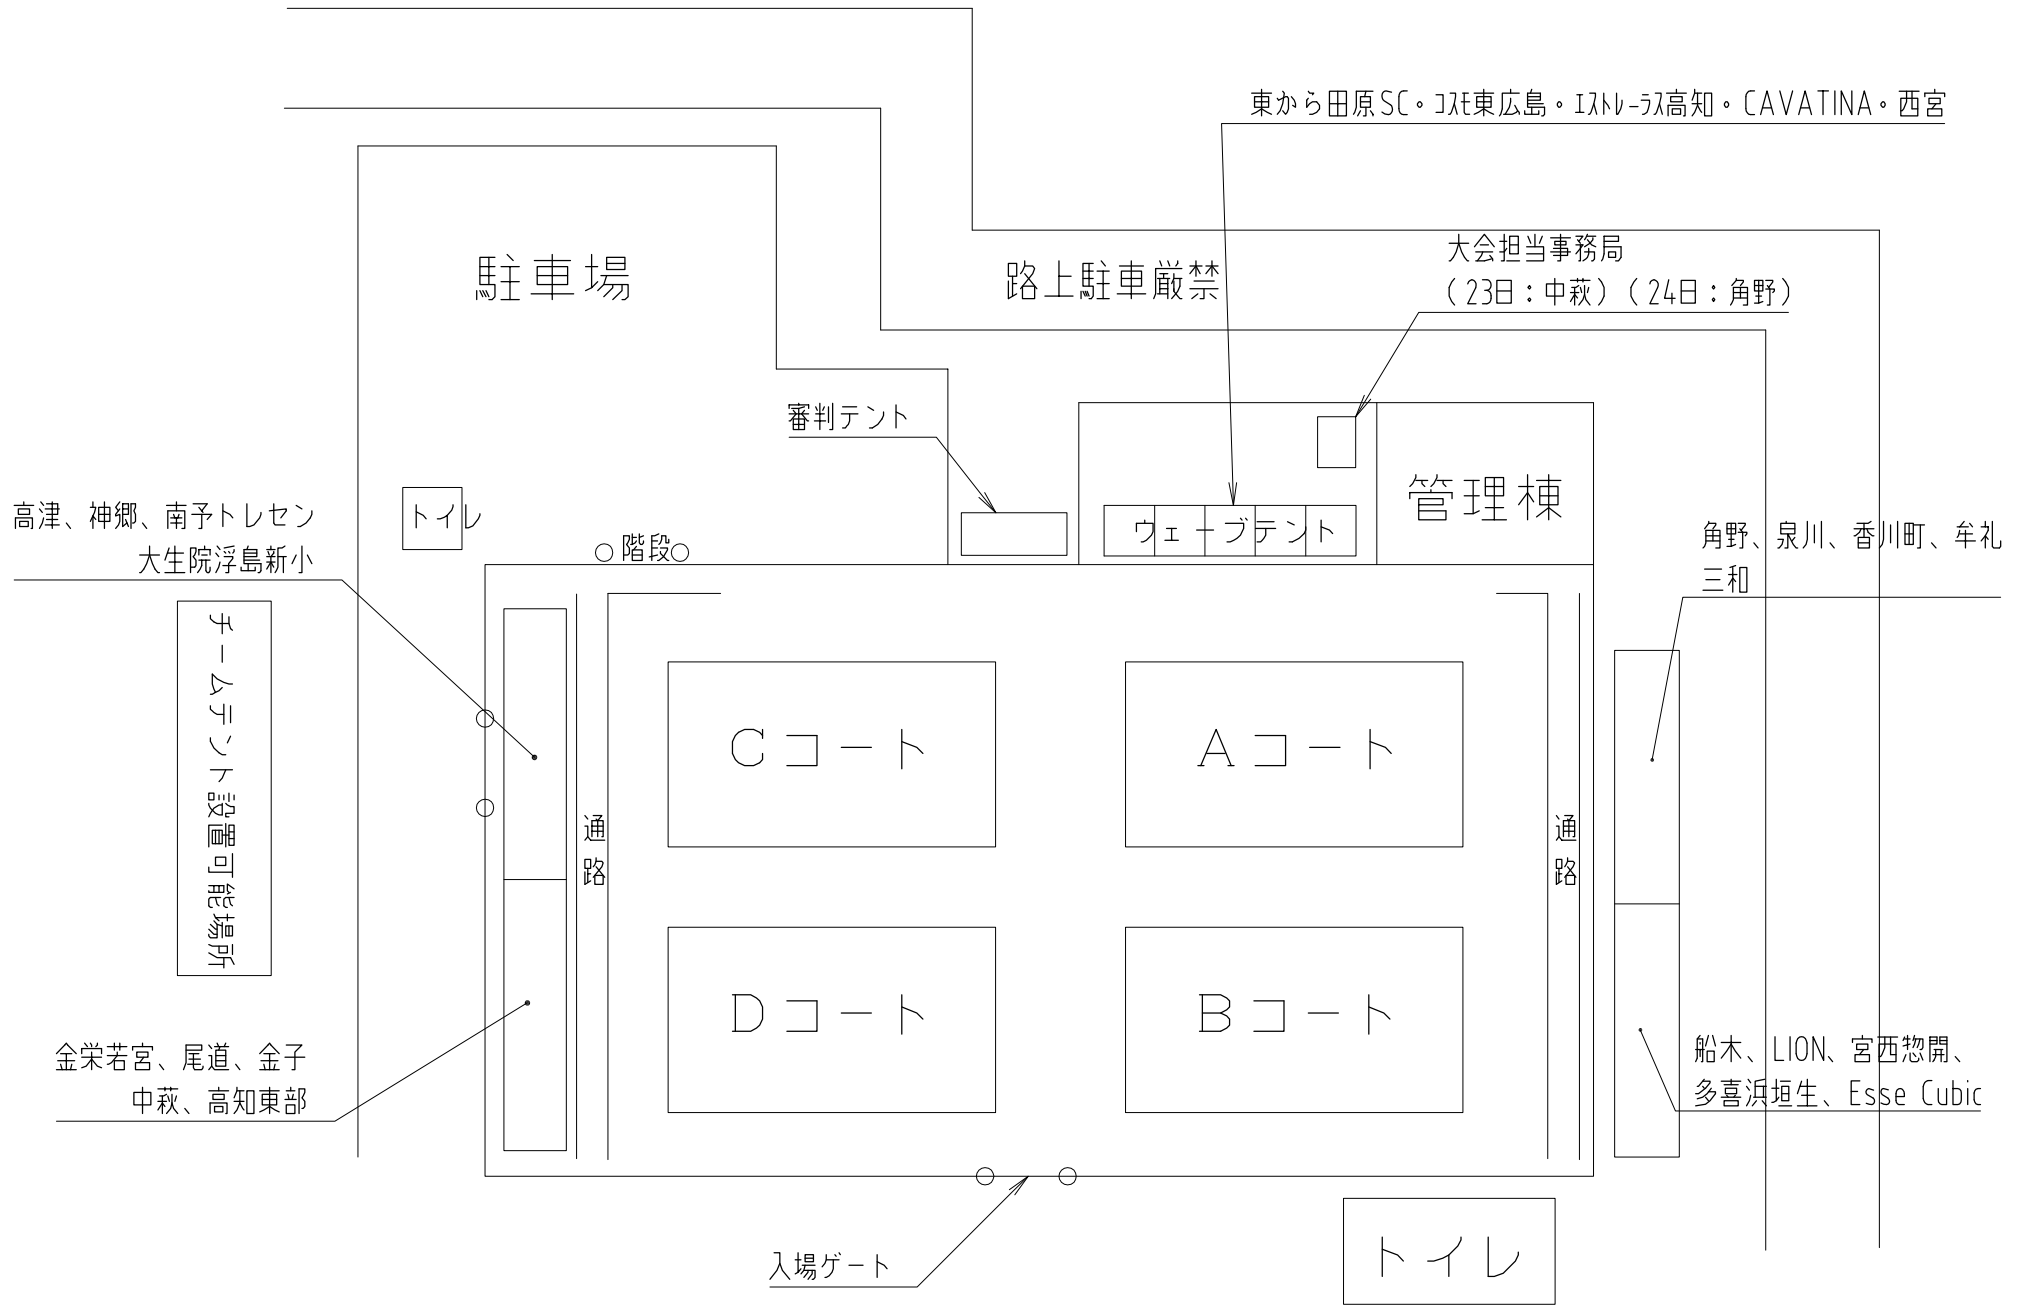 東から田原SC・ｺｽﾓ東広島・ｴｽﾄﾚｰﾗｽ高知・CAVATINA・西宮
大会担当事務局
(23日：中萩)(24日：角野)
駐車場
路上駐車厳禁
審判テント
管理棟
トイレ
高津、神郷、南予トレセン
大生院浮島新小
○階段○
ウェーブテント
角野、泉川、香川町、牟礼
三和
チームテント設置可能場所
Cコート
Aコート
通路
通路
Dコート
Bコート
金栄若宮、尾道、金子
中萩、高知東部
船木、LION、宮西惣開、
多喜浜垣生、Esse Cubic
入場ゲート
トイレ